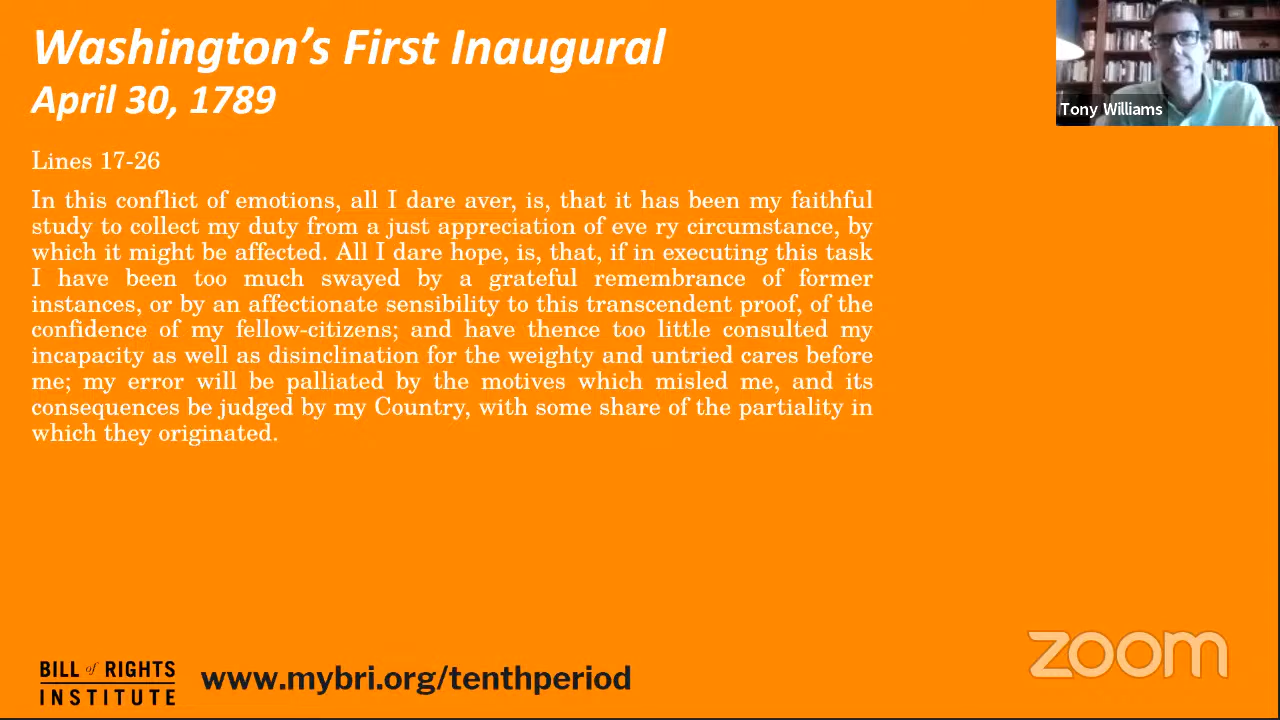 Washington’s First Inaugural
April 30, 1789
Tony Williams
Lines 17-26
In this conflict of emotions, all I dare aver, is, that it has been my faithful
study to collect my duty from a just appreciation of eve ry circumstance, by
which it might be affected. All I dare hope, is, that, if in executing this task
I have been too much swayed by a grateful remembrance of former
instances, or by an affectionate sensibility to this transcendent proof, of the
confidence of my fellow-citizens; and have thence too little consulted my
incapacity as well as disinclination for the weighty and untried cares before
me; my error will be palliated by the motives which misled me, and its
consequences be judged by my Country, with some share of the partiality in
which they originated.
BILL of RIGHTS
INSTITUTE
www.mybri.org/tenthperiod
zoom